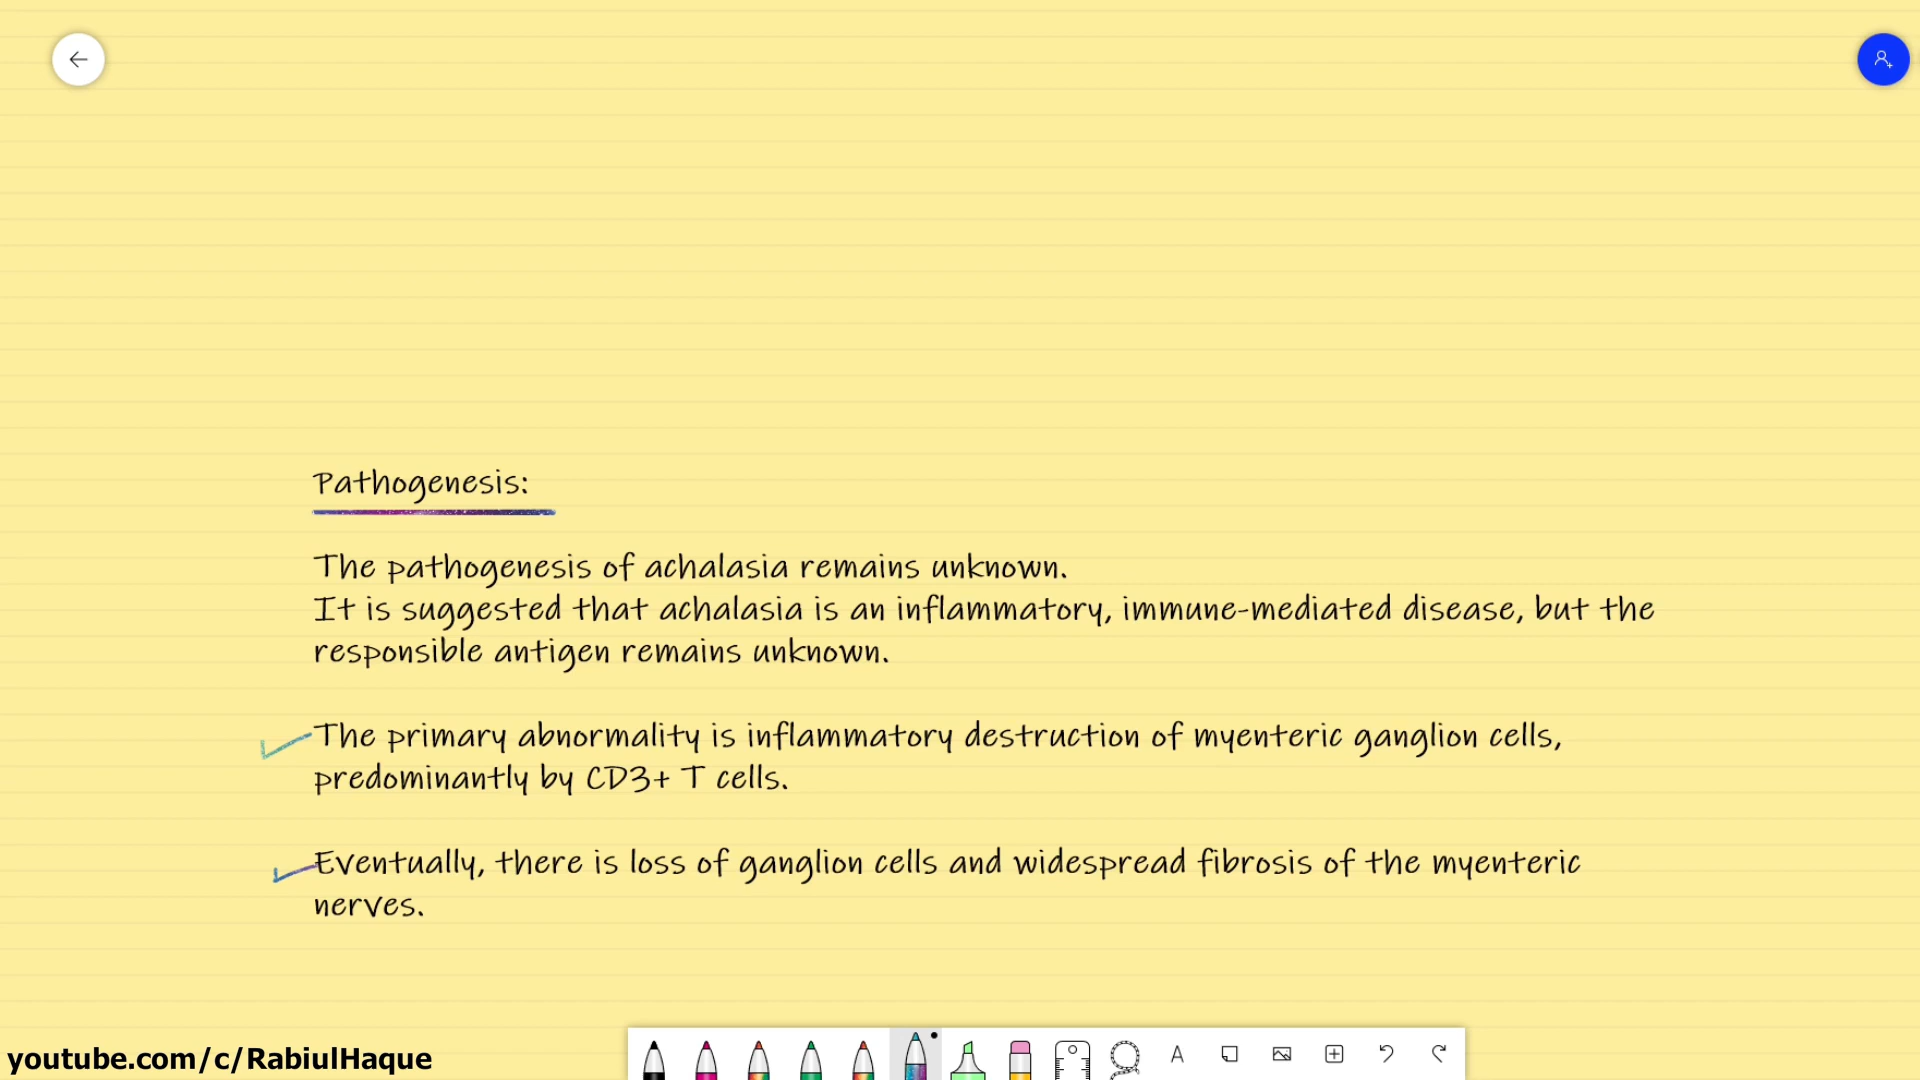 Pathogenesis:
The pathogenesis of achalasia remains unknown.
It is suggested that achalasia is an inflammatory, immune-mediated disease, but the
responsible antigen remains unknown.
The primary abnormality is inflammatory destruction of myenteric ganglion cells,
predominantly by CD3+ T cells.
Eventually, there is loss of ganglion cells and widespread fibrosis of the myenteric
nerves.
youtube.com/c/RabiulHaque